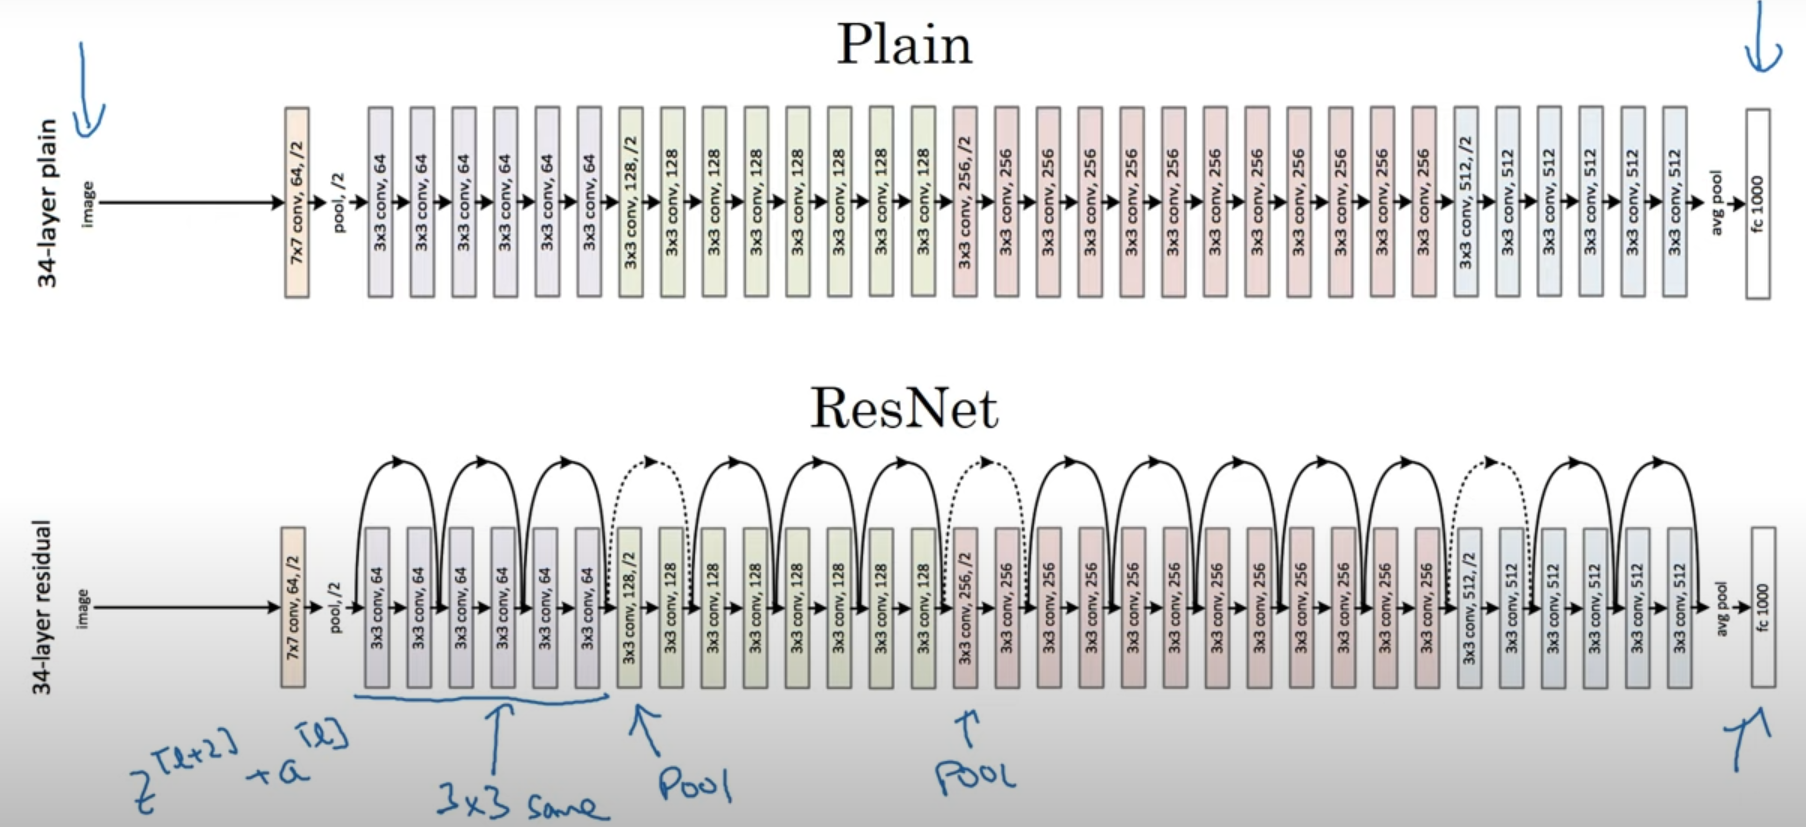 Plain
34-layer plain
image
7x7 conv, 64, /2
pool, /2
3x3 conv, 64
3x3 conv, 64
3x3 conv, 64
3x3 conv, 64
3x3 conv, 64
3x3 conv, 64
3x3 conv, 128, /2
3x3 conv, 128
3x3 conv, 128
3x3 conv, 128
3x3 conv, 128
3x3 conv, 128
3x3 conv, 128
3x3 conv, 128
3x3 conv, 256, /2
3x3 conv, 256
3x3 conv, 256
3x3 conv, 256
3x3 conv, 256
3x3 conv, 256
3x3 conv, 256
3x3 conv, 256
3x3 conv, 256
3x3 conv, 256
3x3 conv, 256
3x3 conv, 256
3x3 conv, 512, /2
3x3 conv, 512
3x3 conv, 512
3x3 conv, 512
3x3 conv, 512
3x3 conv, 512
avg pool
fc 1000
ResNet
34-layer residual
image
7x7 conv, 64, /2
pool, /2
3x3 conv, 64
3x3 conv, 64
3x3 conv, 64
3x3 conv, 64
3x3 conv, 64
3x3 conv, 64
3x3 conv, 128, /2
3x3 conv, 128
3x3 conv, 128
3x3 conv, 128
3x3 conv, 128
3x3 conv, 128
3x3 conv, 128
3x3 conv, 128
3x3 conv, 256, /2
3x3 conv, 256
3x3 conv, 256
3x3 conv, 256
3x3 conv, 256
3x3 conv, 256
3x3 conv, 256
3x3 conv, 256
3x3 conv, 256
3x3 conv, 256
3x3 conv, 256
3x3 conv, 256
3x3 conv, 512, /2
3x3 conv, 512
3x3 conv, 512
3x3 conv, 512
3x3 conv, 512
3x3 conv, 512
avg pool
fc 1000
z^[l+2] + a^[l]
3x3 same
Pool
POOL